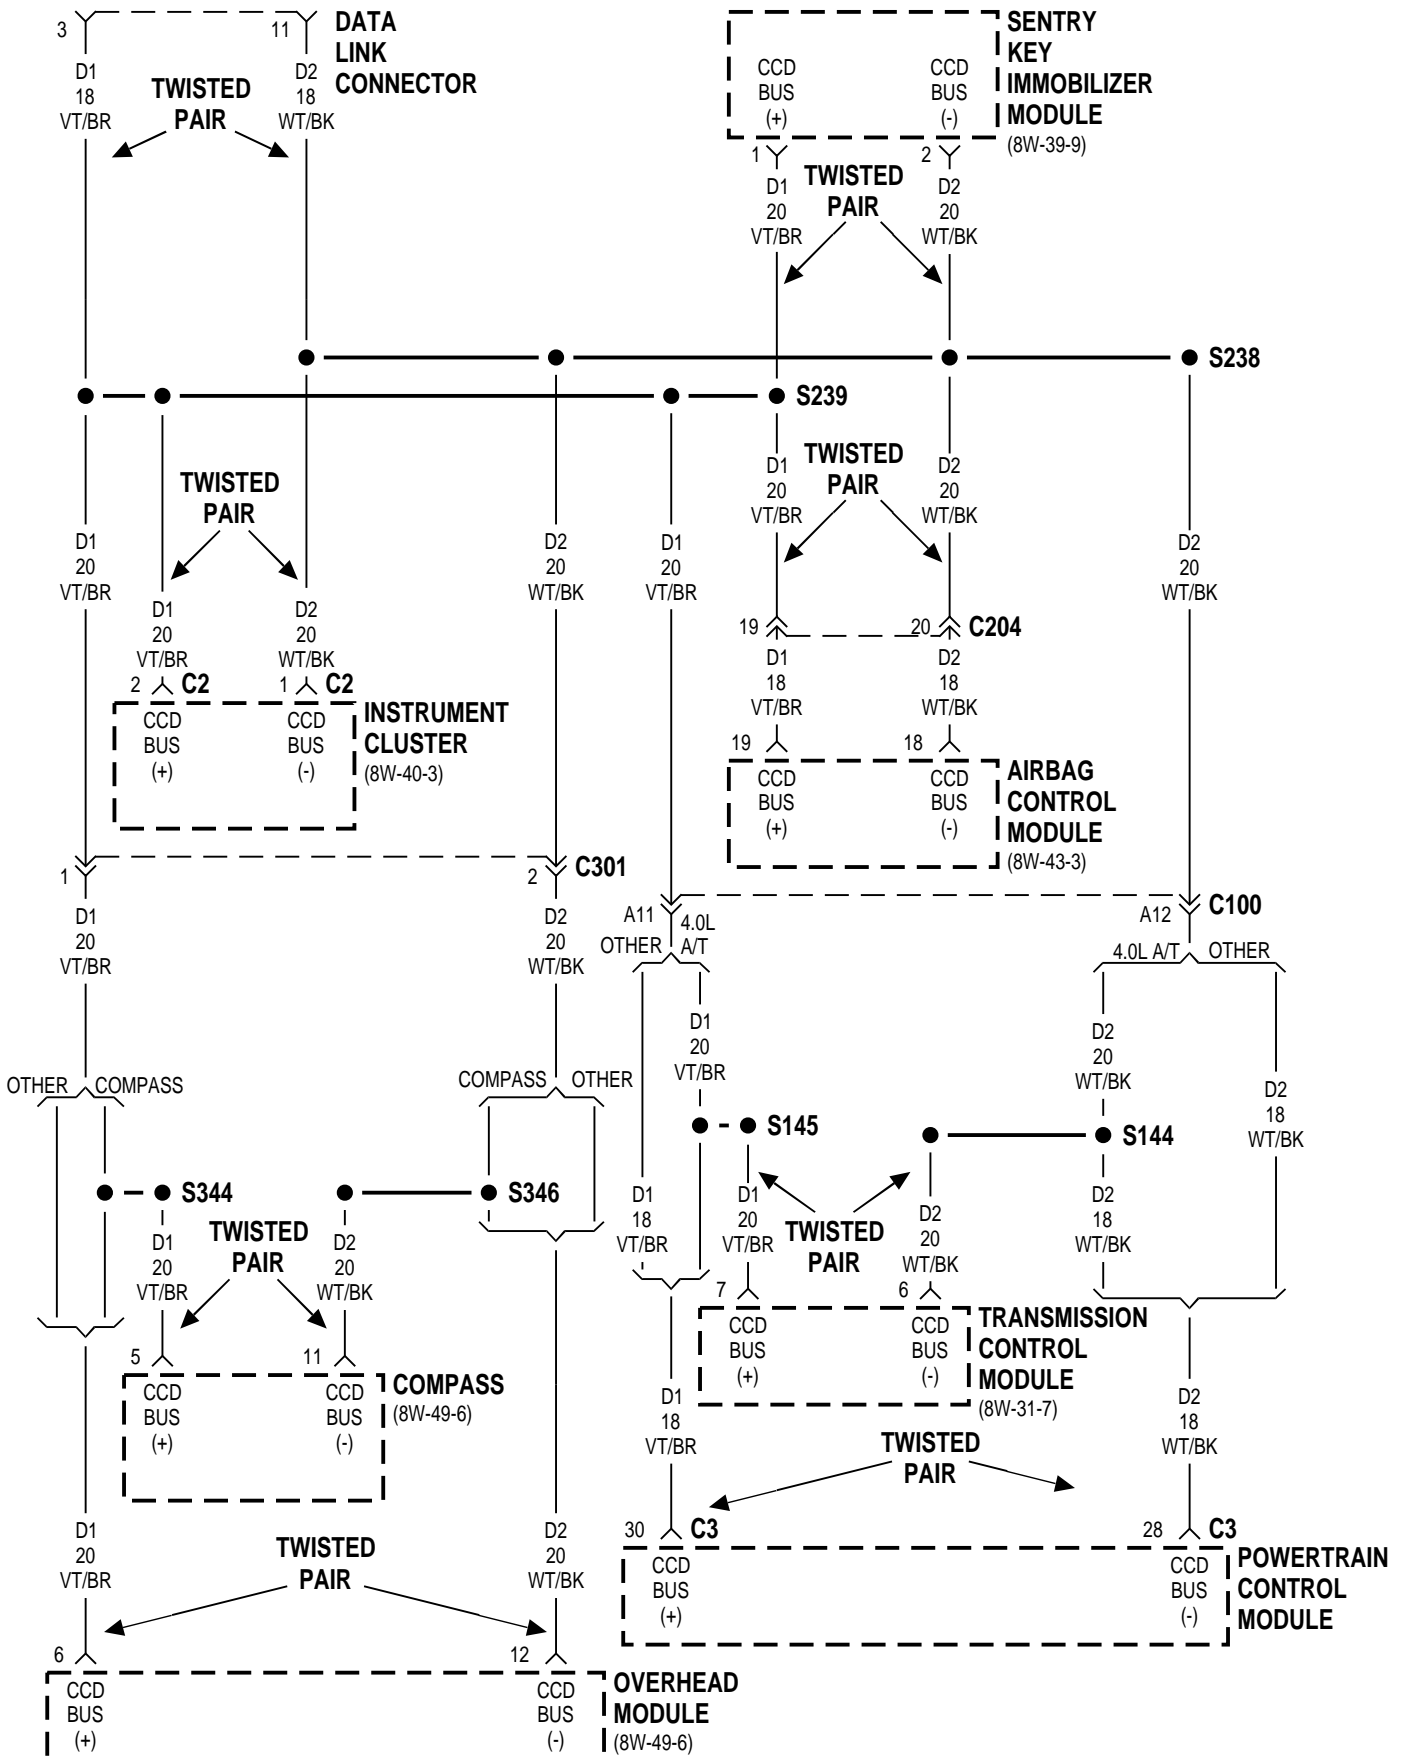 3
11
DATA
LINK
CONNECTOR
D1
18
VT/BR
D2
18
WT/BK
TWISTED
PAIR
SENTRY
KEY
IMMOBILIZER
MODULE
(8W-39-9)
CCD
BUS
(+)
CCD
BUS
(-)
1
2
D1
20
VT/BR
TWISTED
PAIR
D2
20
WT/BK
S238
S239
TWISTED
PAIR
D1
20
VT/BR
D1
20
VT/BR
D2
20
WT/BK
D2
20
WT/BK
D1
20
VT/BR
D1
20
VT/BR
TWISTED
PAIR
D2
20
WT/BK
D2
20
WT/BK
19
20
C204
D1
18
VT/BR
D2
18
WT/BK
2
C2
1
C2
CCD
BUS
(+)
CCD
BUS
(-)
INSTRUMENT
CLUSTER
(8W-40-3)
19
18
CCD
BUS
(+)
CCD
BUS
(-)
AIRBAG
CONTROL
MODULE
(8W-43-3)
1
2
C301
D1
20
VT/BR
D2
20
WT/BK
A11
4.0L
OTHER
A/T
A12
C100
4.0L A/T
OTHER
D1
20
VT/BR
D2
20
WT/BK
D2
18
WT/BK
OTHER
COMPASS
COMPASS
OTHER
S145
S144
S344
S346
D1
20
VT/BR
TWISTED
PAIR
D2
20
WT/BK
D1
18
VT/BR
D1
20
VT/BR
TWISTED
PAIR
D2
20
WT/BK
D2
18
WT/BK
7
6
CCD
BUS
(+)
CCD
BUS
(-)
TRANSMISSION
CONTROL
MODULE
(8W-31-7)
5
11
CCD
BUS
(+)
CCD
BUS
(-)
COMPASS
(8W-49-6)
D1
18
VT/BR
TWISTED
PAIR
D2
18
WT/BK
D1
20
VT/BR
TWISTED
PAIR
D2
20
WT/BK
30
C3
28
C3
CCD
BUS
(+)
CCD
BUS
(-)
POWERTRAIN
CONTROL
MODULE
6
12
CCD
BUS
(+)
CCD
BUS
(-)
OVERHEAD
MODULE
(8W-49-6)